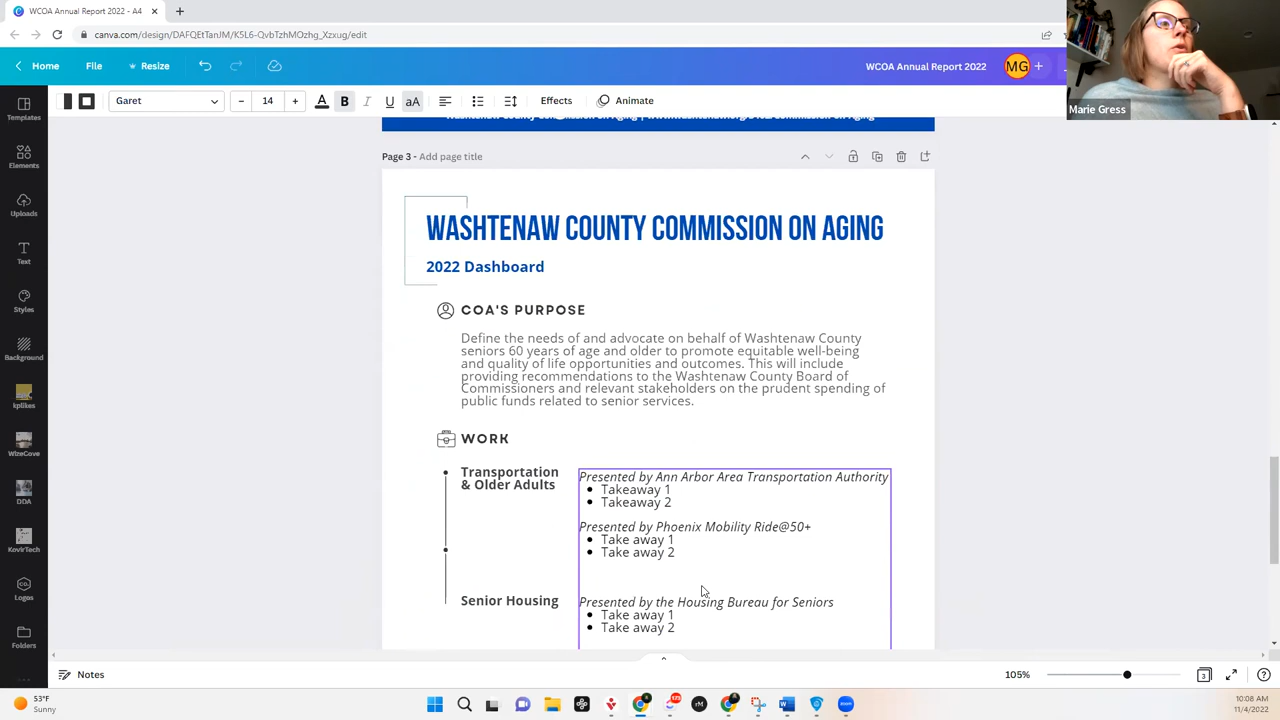 WCOA Annual Report 2022 - A4
canva.com/design/DAFQEtTanJM/K5L6-QvbTzhMOzhg_Xzxug/edit
Home
File
Resize
WCOA Annual Report 2022
MG
Marie Gress
Garet
14
A
B
I
U
aA
Effects
Animate
Templates
Elements
Uploads
Text
Styles
Background
kplikes
WizeCove
DDA
KovirTech
Logos
Folders
Page 3 - Add page title
WASHTENAW COUNTY COMMISSION ON AGING
2022 Dashboard
COA'S PURPOSE
Define the needs of and advocate on behalf of Washtenaw County
seniors 60 years of age and older to promote equitable well-being
and quality of life opportunities and outcomes. This will include
providing recommendations to the Washtenaw County Board of
Commissioners and relevant stakeholders on the prudent spending of
public funds related to senior services.
WORK
Transportation
& Older Adults
Presented by Ann Arbor Area Transportation Authority
Takeaway 1
Takeaway 2
Presented by Phoenix Mobility Ride@50+
Take away 1
Take away 2
Senior Housing
Presented by the Housing Bureau for Seniors
Take away 1
Take away 2
Notes
105%
3
53°F
Sunny
10:08 AM
11/4/2022